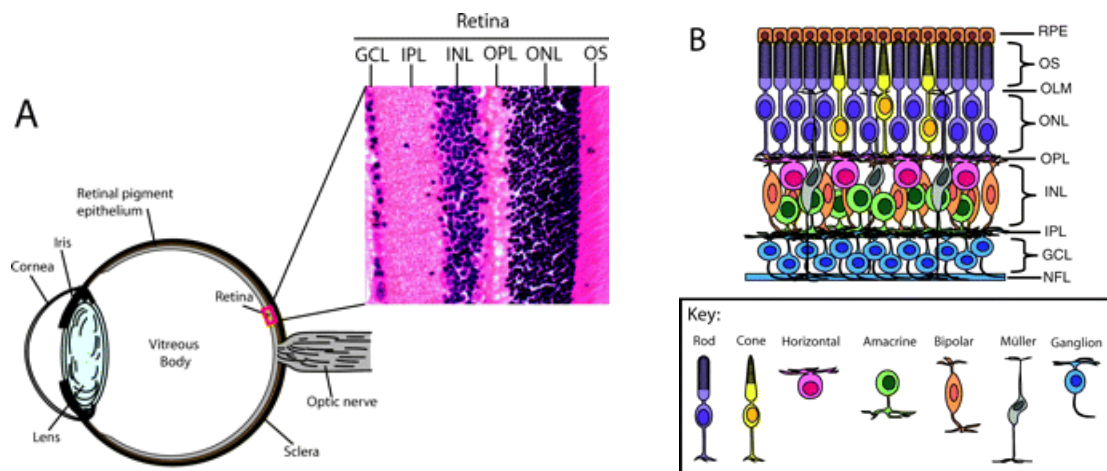 A
Retina
GCL IPL INL OPL ONL OS
Retinal pigment
epithelium
Iris
Cornea
Retina
Vitreous
Body
Lens
Optic nerve
Sclera
B
RPE
OS
OLM
ONL
OPL
INL
IPL
GCL
NFL
Key:
Rod Cone Horizontal Amacrine Bipolar Müller Ganglion